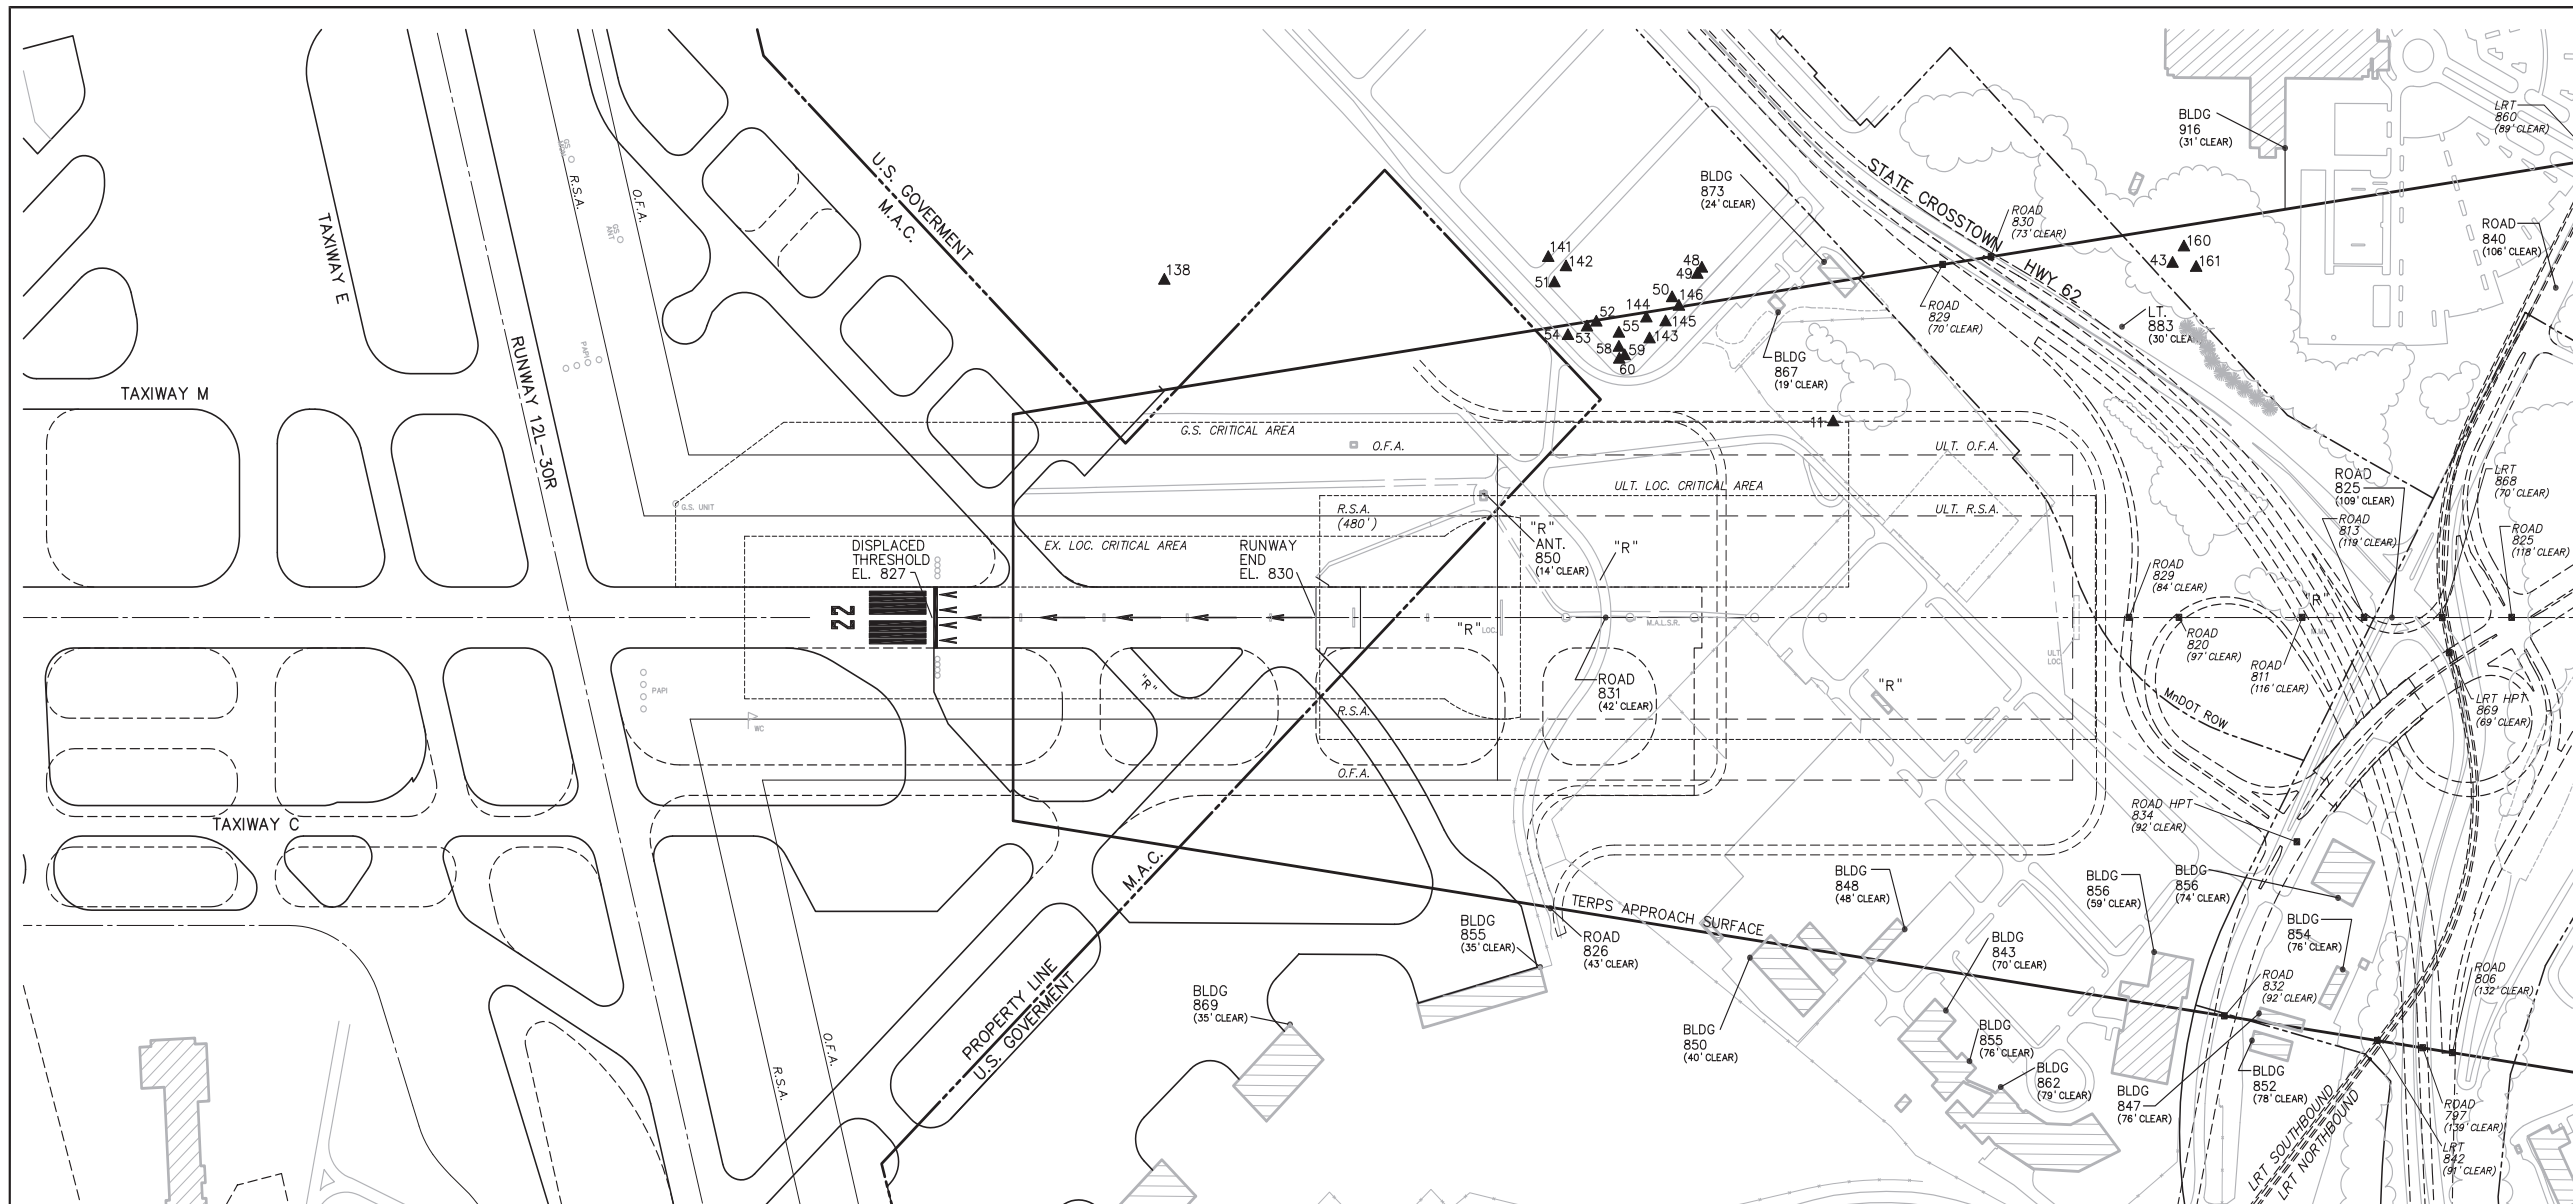 BLDG
916
(31' CLEAR)
LRT
860
(89' CLEAR)
U.S. GOVERMENT
M.A.C.
BLDG
873
(24' CLEAR)
STATE CROSSTOWN
HWY 62
ROAD
830
(73' CLEAR)
ROAD
840
(106' CLEAR)
GS
ANT
R.S.A.
O.F.A.
TAXIWAY E
138
141
142
51
48
49
50
146
144
52
145
54
53
55
143
58
59
60
160
43
161
ROAD
829
(70' CLEAR)
LT.
883
(30' CLEAR)
BLDG
867
(19' CLEAR)
PAPI
RUNWAY 12L-30R
TAXIWAY M
11
G.S. CRITICAL AREA
O.F.A.
ULT. O.F.A.
ULT. LOC. CRITICAL AREA
ULT. R.S.A.
G.S. UNIT
R.S.A.
(480')
EX. LOC. CRITICAL AREA
DISPLACED
THRESHOLD
EL. 827
RUNWAY
END
EL. 830
"R"
ANT.
850
(14' CLEAR)
"R"
ROAD
825
(109' CLEAR)
LRT
868
(70' CLEAR)
ROAD
813
(119' CLEAR)
ROAD
825
(118' CLEAR)
ROAD
829
(84' CLEAR)
22
"R"
LOC.
M.A.L.S.R.
"R"
M.M.
ROAD
820
(97' CLEAR)
ULT.
LOC.
ROAD
811
(116' CLEAR)
"R"
ROAD
831
(42' CLEAR)
"R"
PAPI
WC
R.S.A.
MnDOT ROW
LRT HPT
869
(69' CLEAR)
O.F.A.
TAXIWAY C
ROAD HPT
834
(92' CLEAR)
M.A.C.
PROPERTY LINE
U.S. GOVERMENT
TERPS APPROACH SURFACE
BLDG
855
(35' CLEAR)
ROAD
826
(43' CLEAR)
BLDG
848
(48' CLEAR)
BLDG
856
(59' CLEAR)
BLDG
856
(74' CLEAR)
BLDG
854
(76' CLEAR)
BLDG
843
(70' CLEAR)
BLDG
869
(35' CLEAR)
ROAD
832
(92' CLEAR)
ROAD
806
(132' CLEAR)
BLDG
850
(40' CLEAR)
BLDG
855
(76' CLEAR)
BLDG
862
(79' CLEAR)
BLDG
847
(76' CLEAR)
BLDG
852
(78' CLEAR)
ROAD
797
(139' CLEAR)
LRT
842
(91' CLEAR)
O.F.A.
R.S.A.
LRT SOUTHBOUND
LRT NORTHBOUND